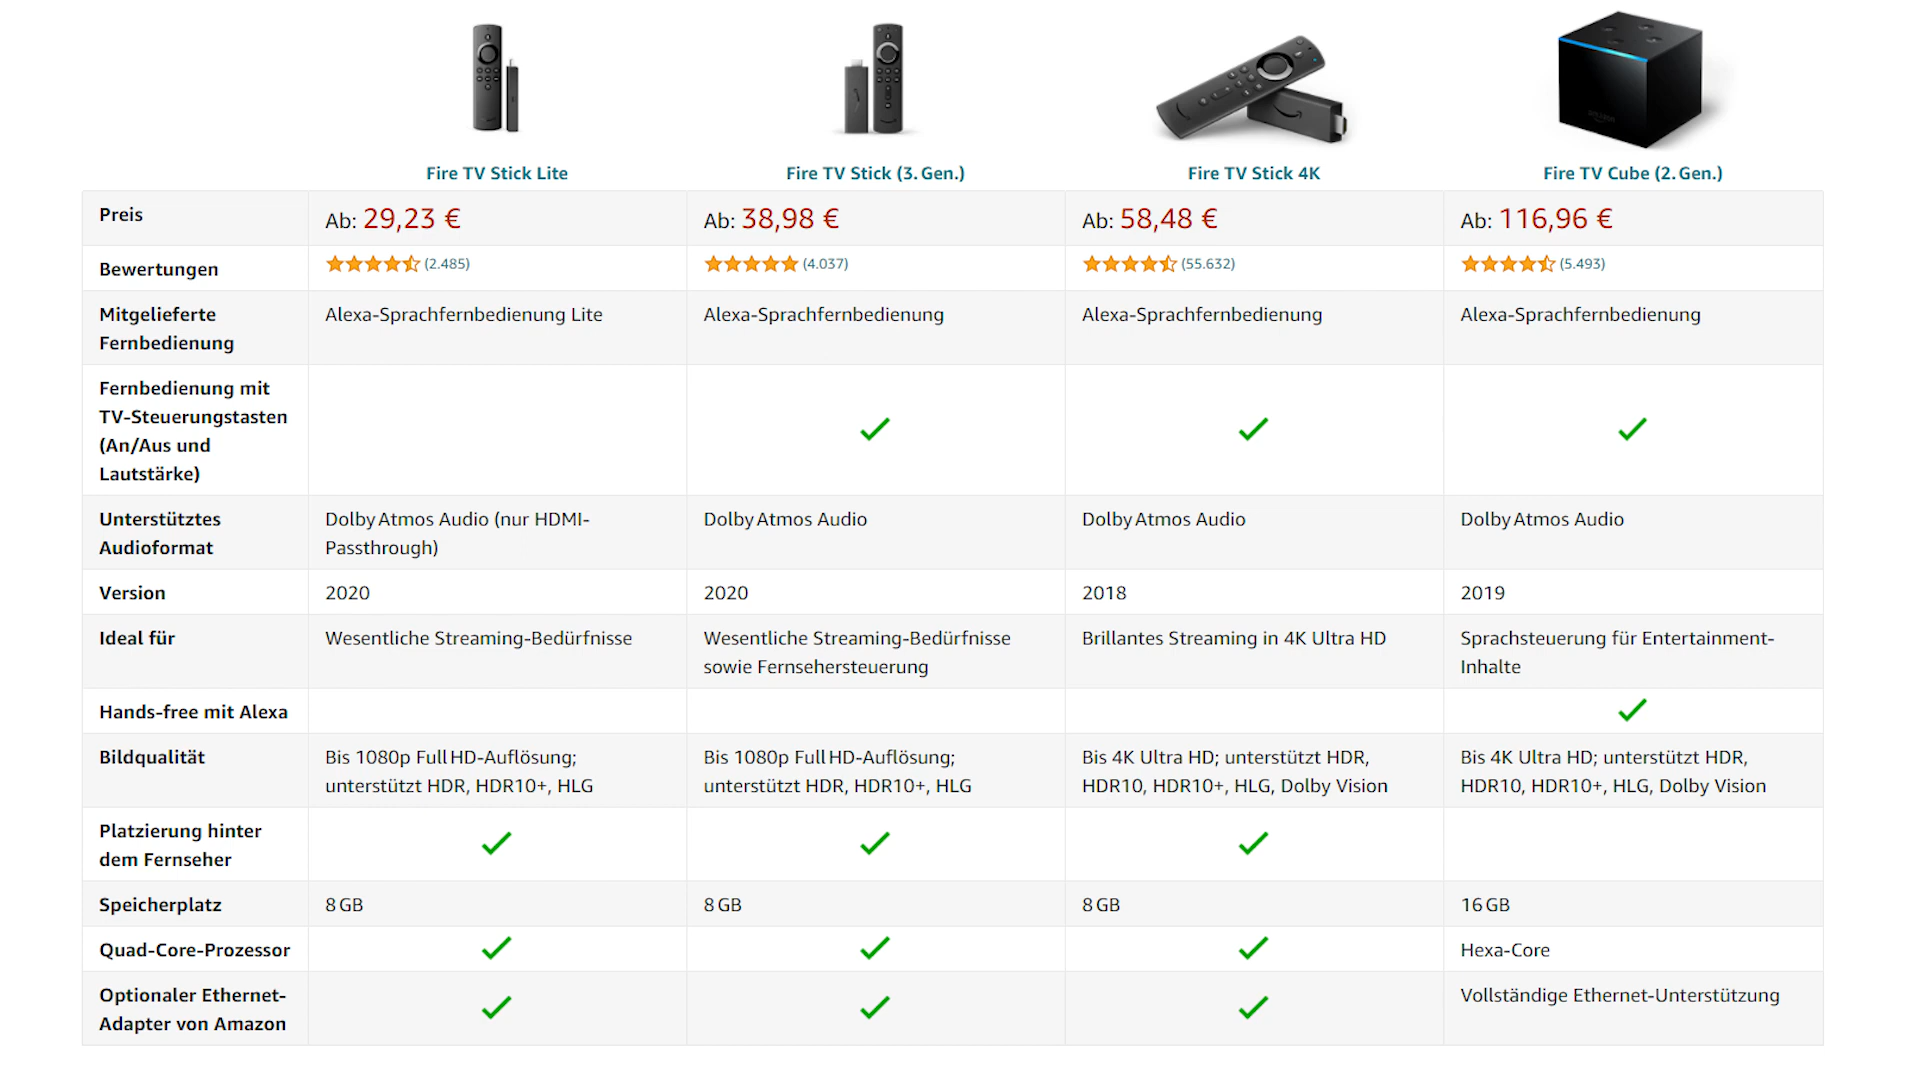 Fire TV Stick Lite
Fire TV Stick (3. Gen.)
Fire TV Stick 4K
Fire TV Cube (2. Gen.)
Preis
Ab: 29,23 €
Ab: 38,98 €
Ab: 58,48 €
Ab: 116,96 €
Bewertungen
(2.485)
(4.037)
(55.632)
(5.493)
Mitgelieferte
Fernbedienung
Alexa-Sprachfernbedienung Lite
Alexa-Sprachfernbedienung
Alexa-Sprachfernbedienung
Alexa-Sprachfernbedienung
Fernbedienung mit
TV-Steuerungstasten
(An/Aus und
Lautstärke)
Unterstütztes
Audioformat
Dolby Atmos Audio (nur HDMI-
Passthrough)
Dolby Atmos Audio
Dolby Atmos Audio
Dolby Atmos Audio
Version
2020
2020
2018
2019
Ideal für
Wesentliche Streaming-Bedürfnisse
Wesentliche Streaming-Bedürfnisse
sowie Fernsehersteuerung
Brillantes Streaming in 4K Ultra HD
Sprachsteuerung für Entertainment-
Inhalte
Hands-free mit Alexa
Bildqualität
Bis 1080p Full HD-Auflösung;
unterstützt HDR, HDR10+, HLG
Bis 1080p Full HD-Auflösung;
unterstützt HDR, HDR10+, HLG
Bis 4K Ultra HD; unterstützt HDR,
HDR10, HDR10+, HLG, Dolby Vision
Bis 4K Ultra HD; unterstützt HDR,
HDR10, HDR10+, HLG, Dolby Vision
Platzierung hinter
dem Fernseher
Speicherplatz
8 GB
8 GB
8 GB
16 GB
Quad-Core-Prozessor
Hexa-Core
Optionaler Ethernet-
Adapter von Amazon
Vollständige Ethernet-Unterstützung